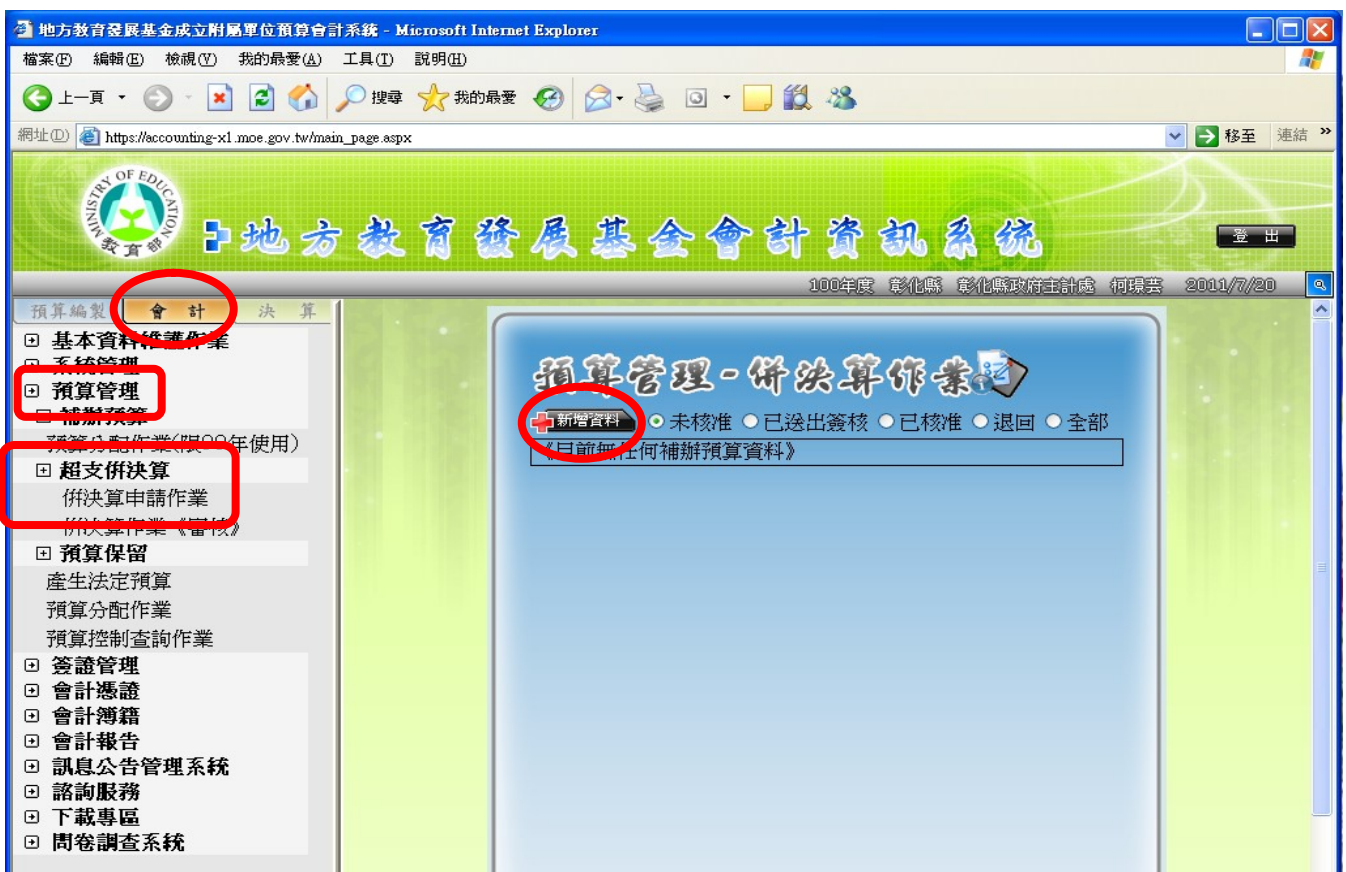 地方教育發展基金成立附屬單位預算會計系統 - Microsoft Internet Explorer
檔案(F) 編輯(E) 檢視(V) 我的最愛(A) 工具(T) 說明(H)
上一頁 搜尋 我的最愛
網址(D) https://accounting-x1.moe.gov.tw/main_page.aspx 移至 連結 »
MINISTRY OF EDUCATION
教育部
地方教育發展基金會計資訊系統
登出
100年度 彰化縣 彰化縣政府主計處 柯環芸 2011/7/20
預算編製 會計 決算
基本資料維護作業
系統管理
預算管理
補辦預算
預算分配作業(限99年使用)
超支併決算
併決算申請作業
併決算作業《審核》
預算保留
產生法定預算
預算分配作業
預算控制查詢作業
簽證管理
會計憑證
會計簿籍
會計報告
訊息公告管理系統
諮詢服務
下載專區
問卷調查系統
預算管理-併決算作業
新增資料 未核准 已送出簽核 已核准 退回 全部
《目前無任何補辦預算資料》